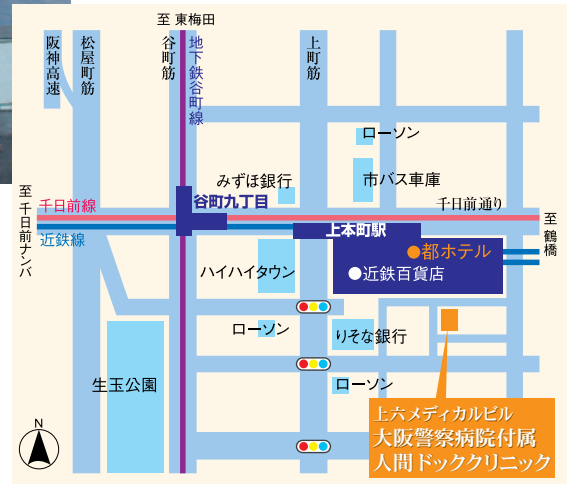 至 東梅田
阪神高速
松屋町筋
谷町筋
地下鉄谷町線
上町筋
ローソン
みずほ銀行
市バス車庫
至 千日前ナンバ
千日前線
谷町九丁目
千日前通り
至 鶴橋
近鉄線
上本町駅
●都ホテル
ハイハイタウン
●近鉄百貨店
ローソン
りそな銀行
生玉公園
ローソン
上六メディカルビル
大阪警察病院付属
人間ドッククリニック
N